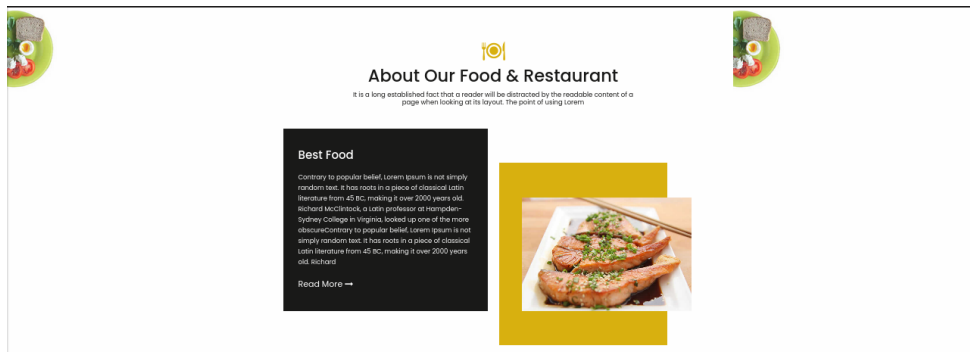 About Our Food & Restaurant
It is a long established fact that a reader will be distracted by the readable content of a
page when looking at its layout. The point of using Lorem
Best Food
Contrary to popular belief, Lorem Ipsum is not simply
random text. It has roots in a piece of classical Latin
literature from 45 BC, making it over 2000 years old.
Richard McClintock, a Latin professor at Hampden-
Sydney College in Virginia, looked up one of the more
obscureContrary to popular belief, Lorem Ipsum is not
simply random text. It has roots in a piece of classical
Latin literature from 45 BC, making it over 2000 years
old. Richard
Read More